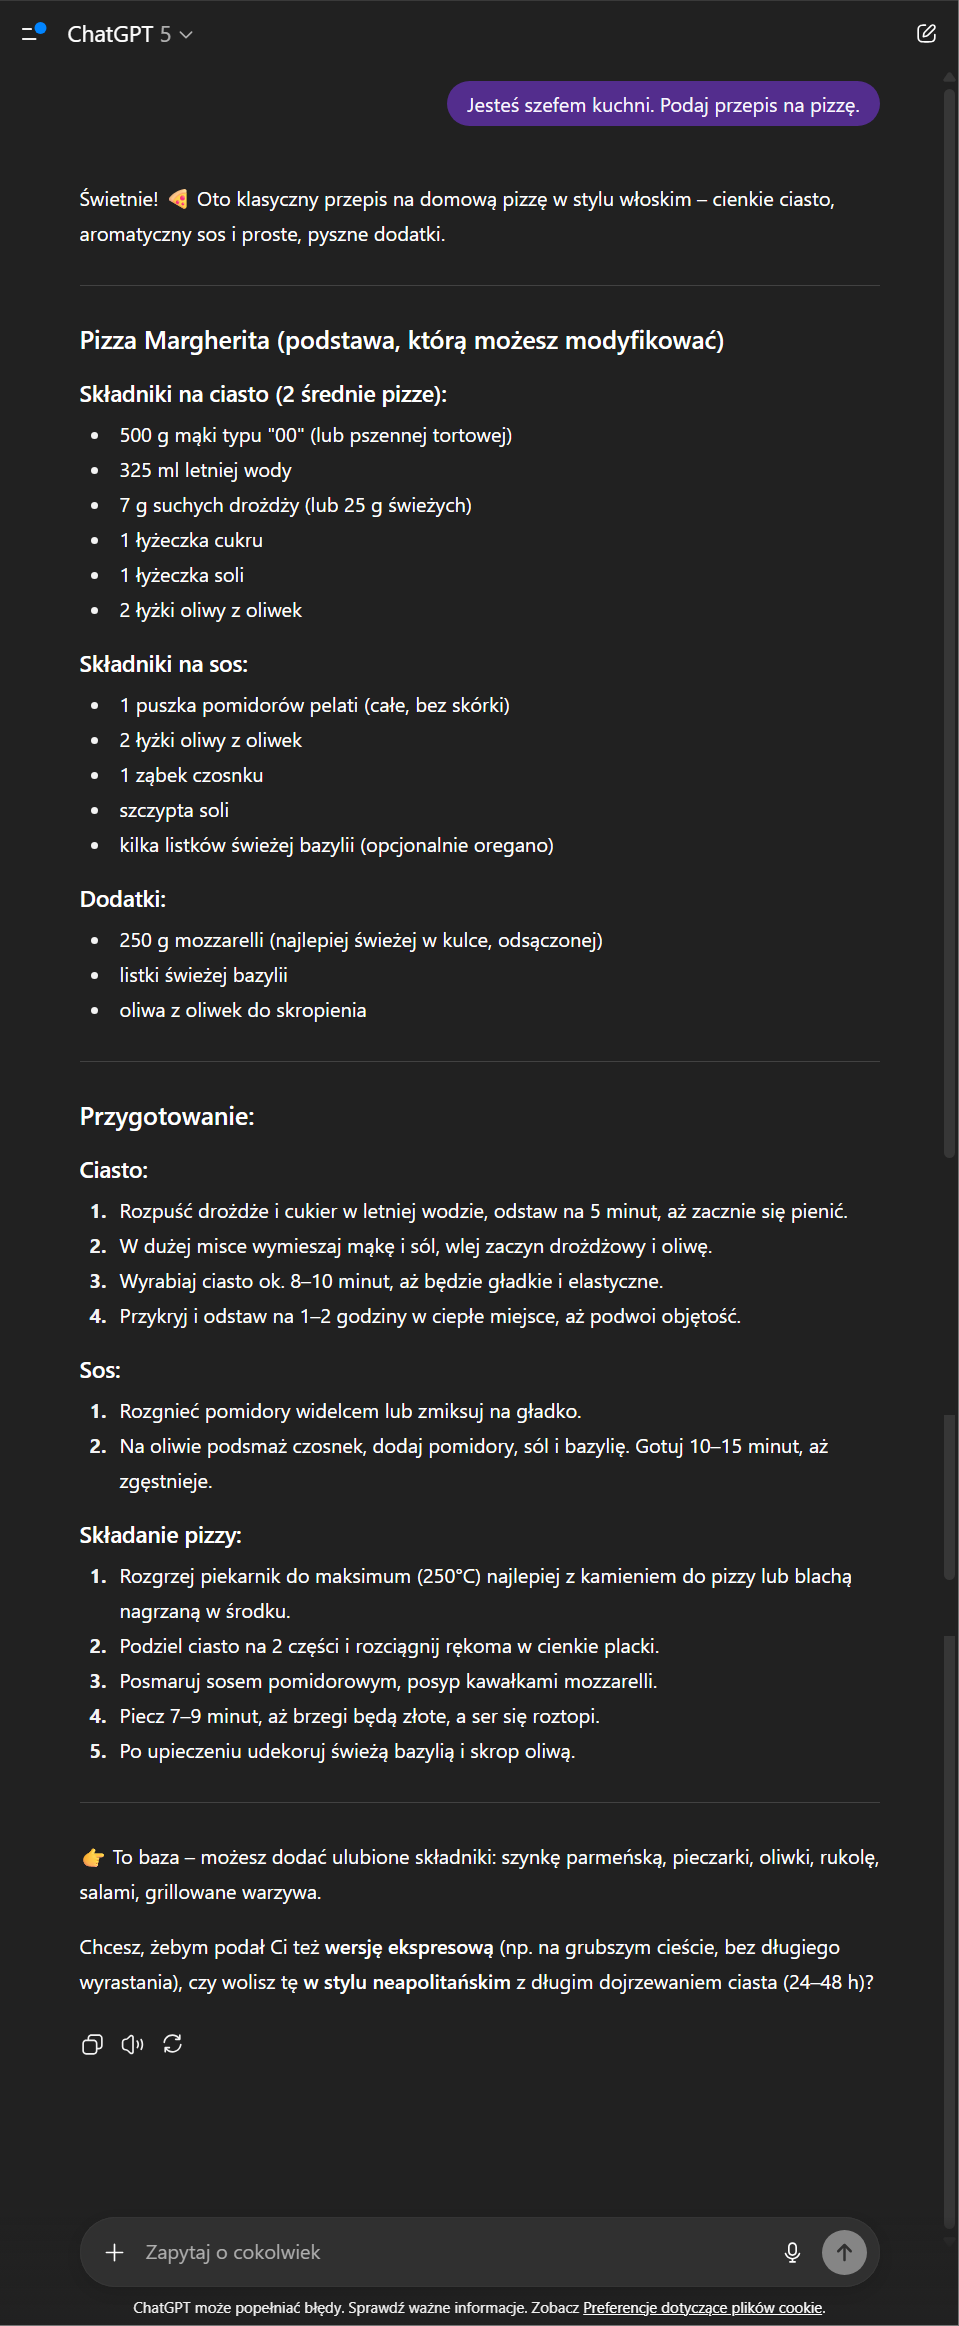 ChatGPT 5
Jesteś szefem kuchni. Podaj przepis na pizzę.
Świetnie! 🍕 Oto klasyczny przepis na domową pizzę w stylu włoskim – cienkie ciasto,
aromatyczny sos i proste, pyszne dodatki.
Pizza Margherita (podstawa, którą możesz modyfikować)
Składniki na ciasto (2 średnie pizze):
• 500 g mąki typu "00" (lub pszennej tortowej)
• 325 ml letniej wody
• 7 g suchych drożdży (lub 25 g świeżych)
• 1 łyżeczka cukru
• 1 łyżeczka soli
• 2 łyżki oliwy z oliwek
Składniki na sos:
• 1 puszka pomidorów pelati (całe, bez skórki)
• 2 łyżki oliwy z oliwek
• 1 ząbek czosnku
• szczypta soli
• kilka listków świeżej bazylii (opcjonalnie oregano)
Dodatki:
• 250 g mozzarelli (najlepiej świeżej w kulce, odsączonej)
• listki świeżej bazylii
• oliwa z oliwek do skropienia
Przygotowanie:
Ciasto:
1. Rozpuść drożdże i cukier w letniej wodzie, odstaw na 5 minut, aż zacznie się pienić.
2. W dużej misce wymieszaj mąkę i sól, wlej zaczyn drożdżowy i oliwę.
3. Wyrabiaj ciasto ok. 8–10 minut, aż będzie gładkie i elastyczne.
4. Przykryj i odstaw na 1–2 godziny w ciepłe miejsce, aż podwoi objętość.
Sos:
1. Rozgnieć pomidory widelcem lub zmiksuj na gładko.
2. Na oliwie podsmaż czosnek, dodaj pomidory, sól i bazylię. Gotuj 10–15 minut, aż
zgęstnieje.
Składanie pizzy:
1. Rozgrzej piekarnik do maksimum (250°C) najlepiej z kamieniem do pizzy lub blachą
nagrzaną w środku.
2. Podziel ciasto na 2 części i rozciągnij rękoma w cienkie placki.
3. Posmaruj sosem pomidorowym, posyp kawałkami mozzarelli.
4. Piecz 7–9 minut, aż brzegi będą złote, a ser się roztopi.
5. Po upieczeniu udekoruj świeżą bazylią i skrop oliwą.
👉 To baza – możesz dodać ulubione składniki: szynkę parmeńską, pieczarki, oliwki, rukolę,
salami, grillowane warzywa.
Chcesz, żebym podał Ci też wersję ekspresową (np. na grubszym cieście, bez długiego
wyrastania), czy wolisz tę w stylu neapolitańskim z długim dojrzewaniem ciasta (24–48 h)?
Zapytaj o cokolwiek
ChatGPT może popełniać błędy. Sprawdź ważne informacje. Zobacz Preferencje dotyczące plików cookie.